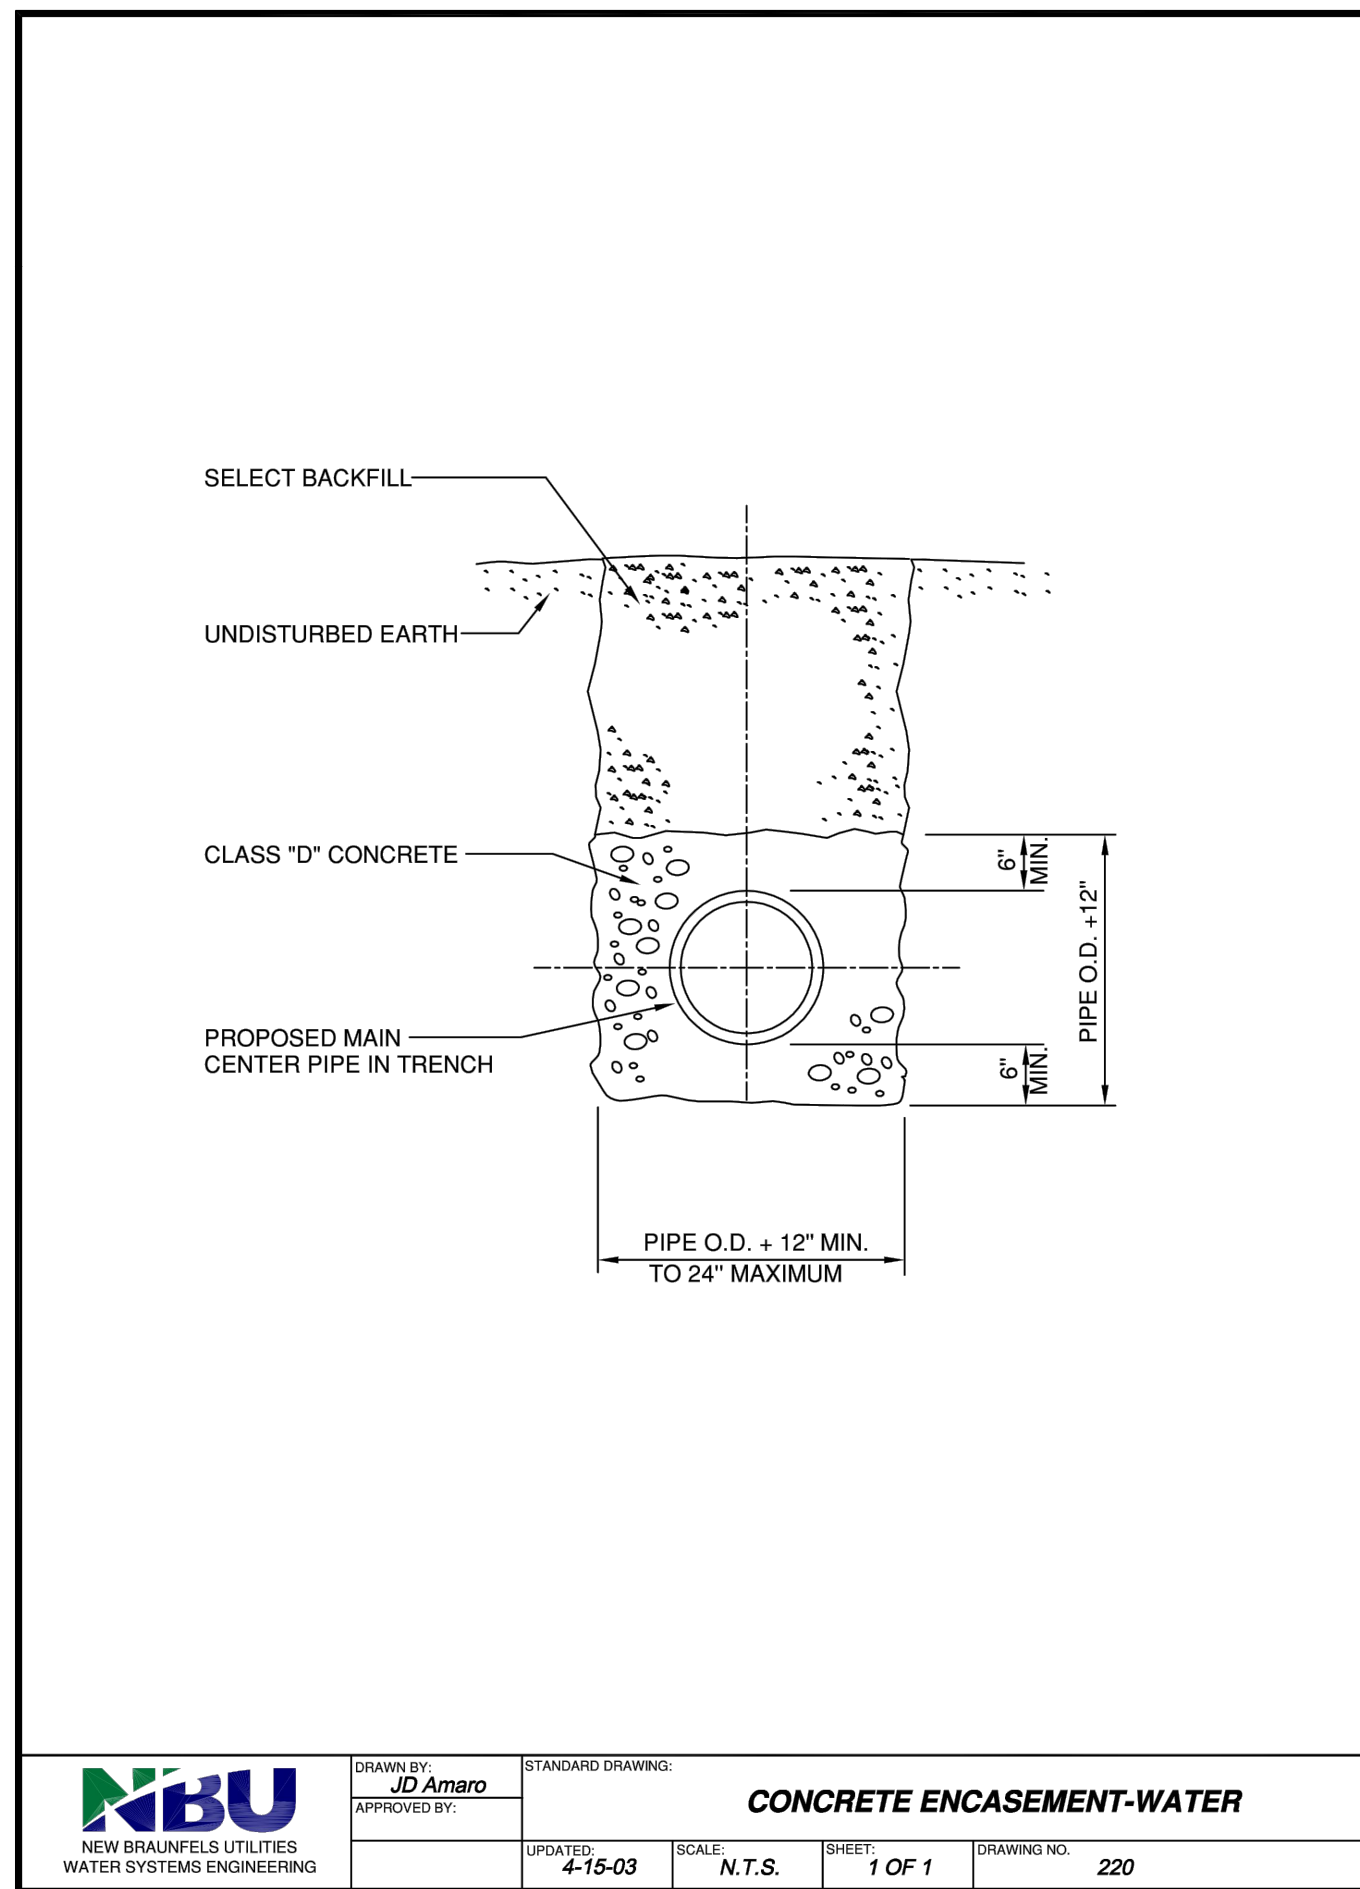 SELECT BACKFILL
UNDISTURBED EARTH
CLASS "D" CONCRETE
6"
MIN.
PIPE O.D. +12"
PROPOSED MAIN
CENTER PIPE IN TRENCH
6"
MIN.
PIPE O.D. + 12" MIN.
TO 24" MAXIMUM
NBU
NEW BRAUNFELS UTILITIES
WATER SYSTEMS ENGINEERING
DRAWN BY:
JD Amaro
APPROVED BY:
STANDARD DRAWING:
CONCRETE ENCASEMENT-WATER
UPDATED:
4-15-03
SCALE:
N.T.S.
SHEET:
1 OF 1
DRAWING NO.
220